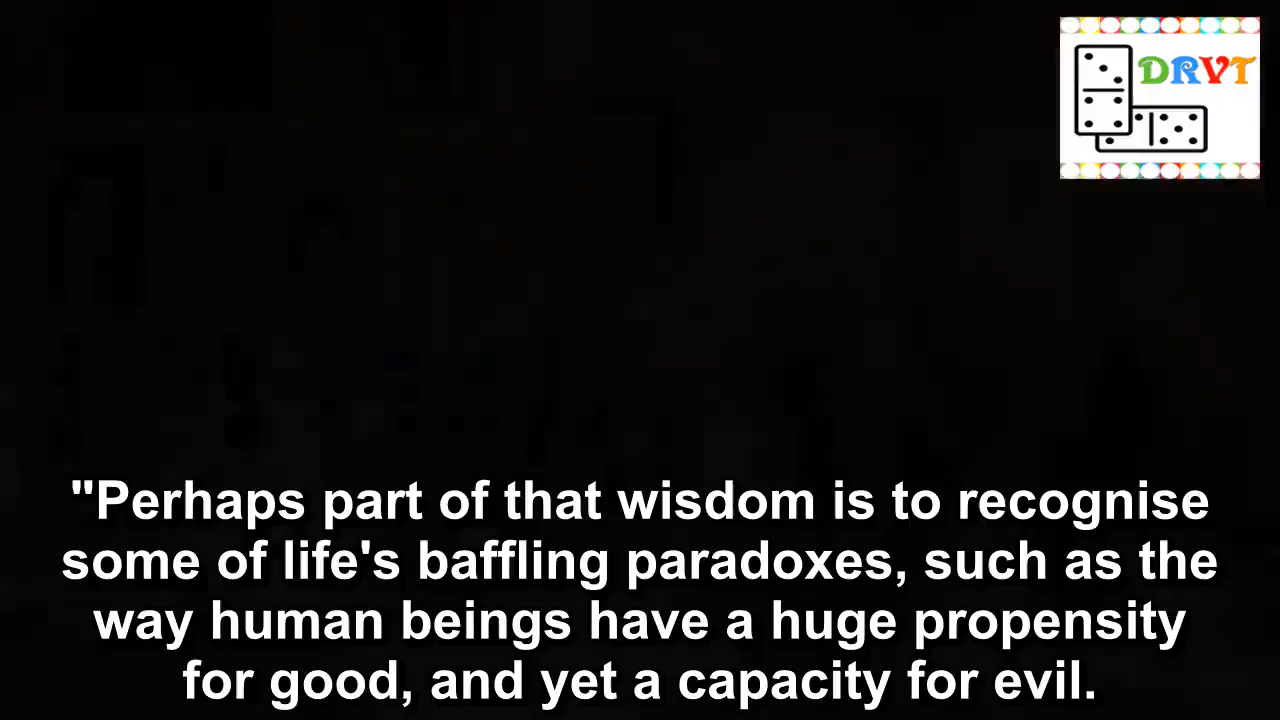 DRVT
"Perhaps part of that wisdom is to recognise
some of life's baffling paradoxes, such as the
way human beings have a huge propensity
for good, and yet a capacity for evil.